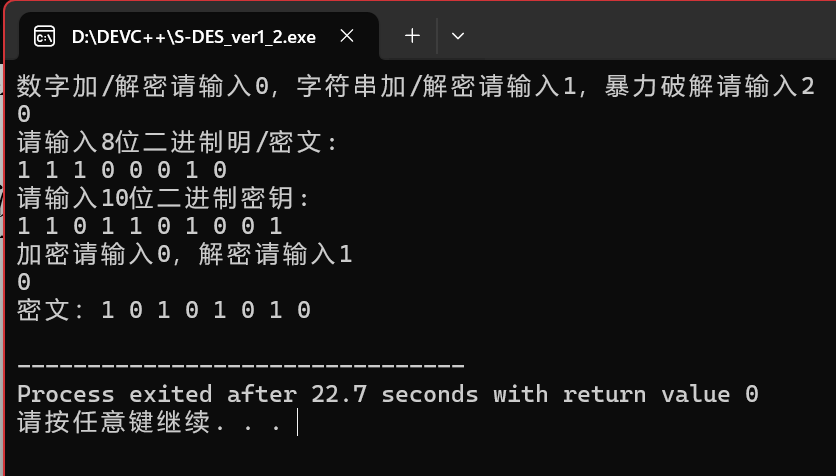 D:\DEVC++\S-DES_ver1_2.exe
数字加/解密请输入0，字符串加/解密请输入1，暴力破解请输入2
0
请输入8位二进制明/密文：
1 1 1 0 0 0 1 0
请输入10位二进制密钥：
1 1 0 1 1 0 1 0 0 1
加密请输入0，解密请输入1
0
密文：1 0 1 0 1 0 1 0
--------------------------------
Process exited after 22.7 seconds with return value 0
请按任意键继续. . .